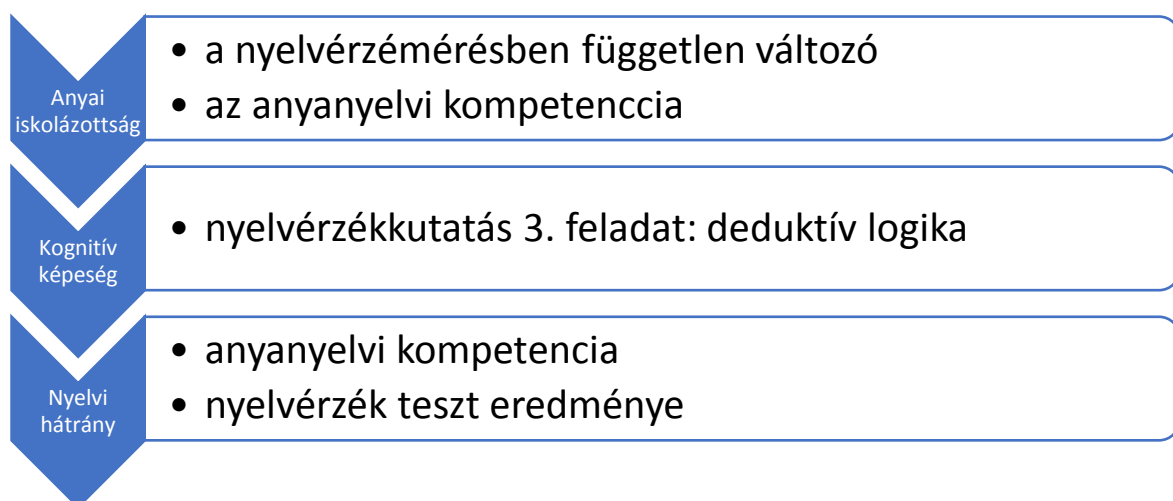 Anyai
iskolázottság
• a nyelvérzémérésben független változó
• az anyanyelvi kompetenccia
Kognitív
képeség
• nyelvérzékkutatás 3. feladat: deduktív logika
Nyelvi
hátrány
• anyanyelvi kompetencia
• nyelvérzék teszt eredménye